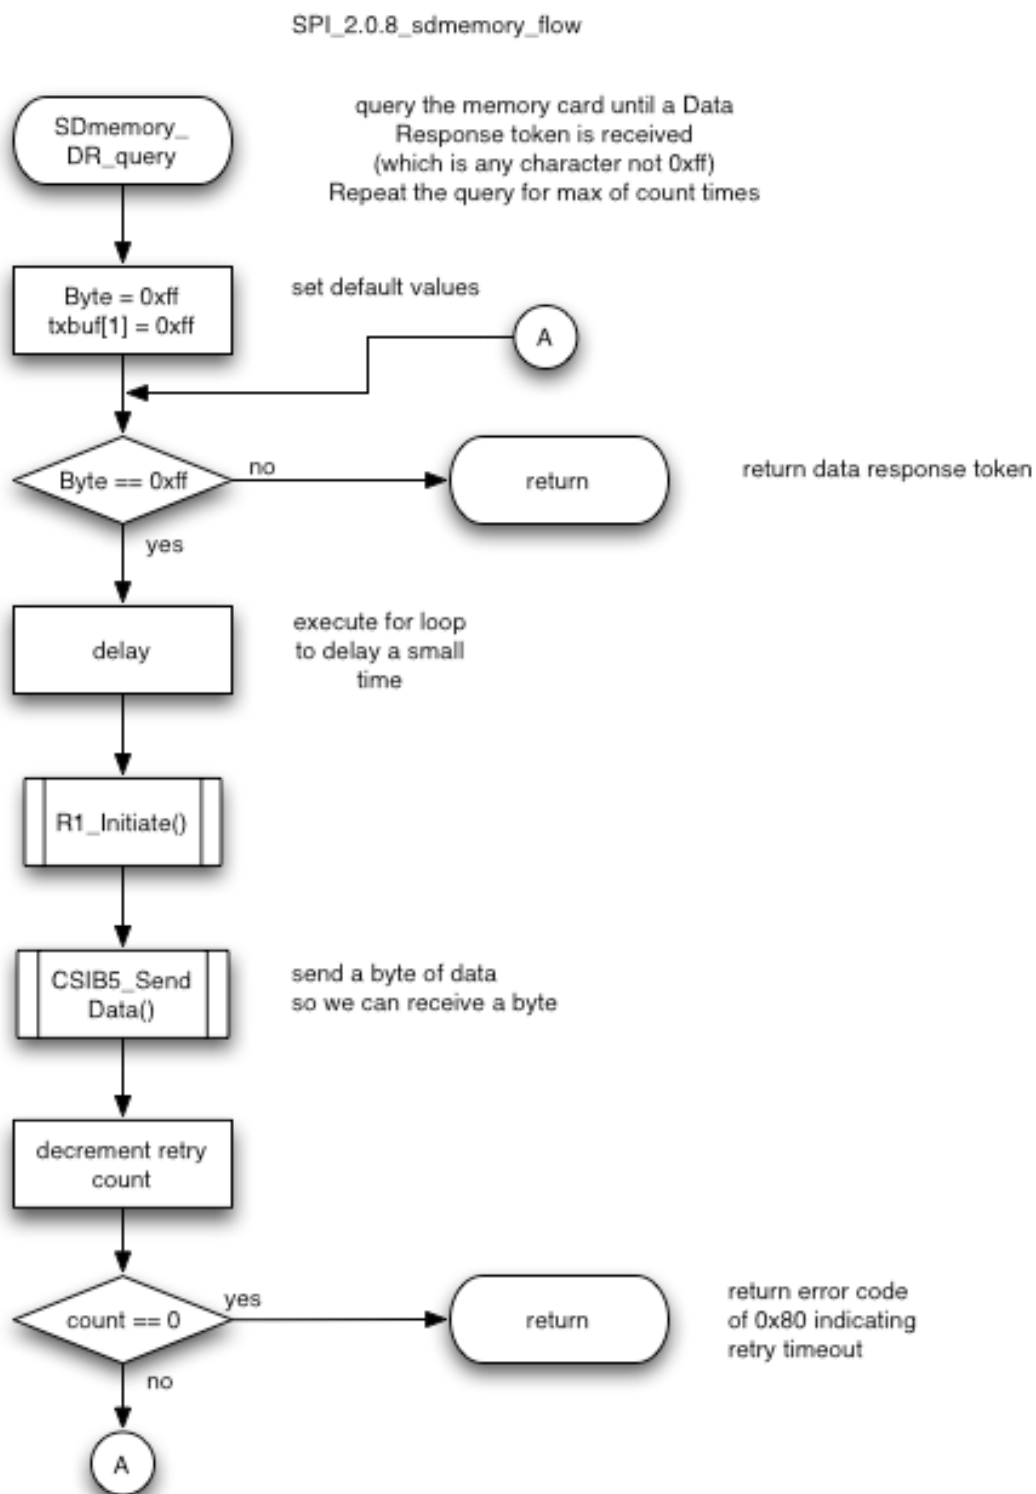 SPI_2.0.8_sdmemory_flow
SDmemory_
DR_query
query the memory card until a Data
Response token is received
(which is any character not 0xff)
Repeat the query for max of count times
Byte = 0xff
txbuf[1] = 0xff
set default values
A
Byte == 0xff
no
return
return data response token
yes
delay
execute for loop
to delay a small
time
R1_Initiate()
CSIB5_Send
Data()
send a byte of data
so we can receive a byte
decrement retry
count
count == 0
yes
return
return error code
of 0x80 indicating
retry timeout
no
A